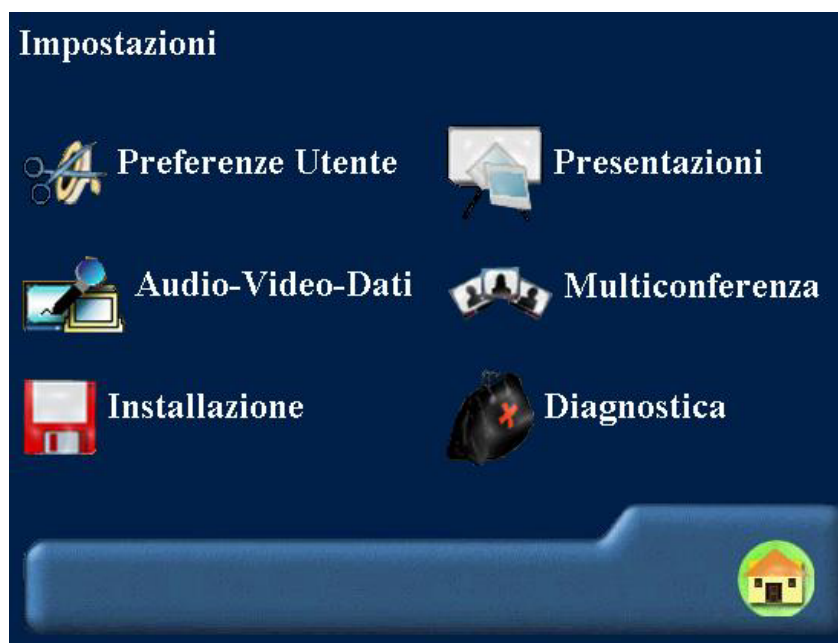 Impostazioni
Preferenze Utente
Presentazioni
Audio-Video-Dati
Multiconferenza
Installazione
Diagnostica